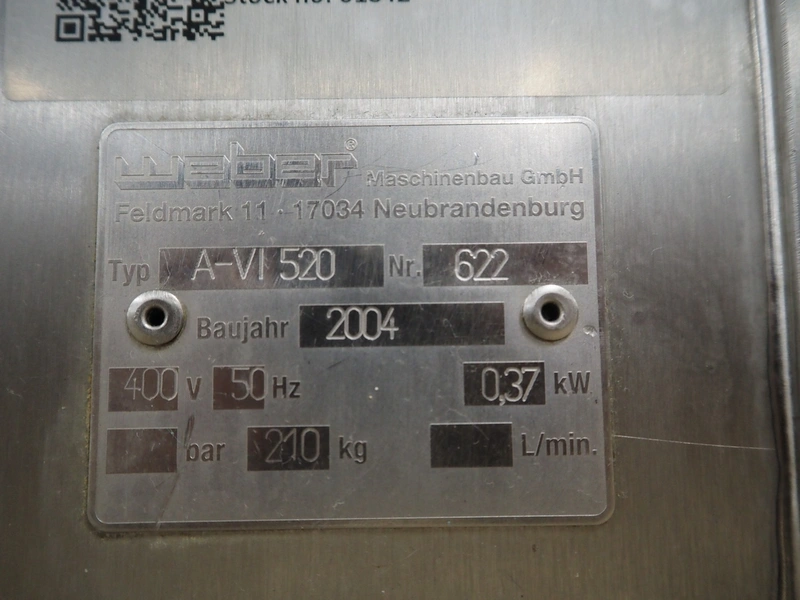 weber® Maschinenbau GmbH
Feldmark 11 · 17034 Neubrandenburg
Typ A-VI 520 Nr. 622
Baujahr 2004
400 V 50 Hz 0,37 kW
bar 210 kg L/min.